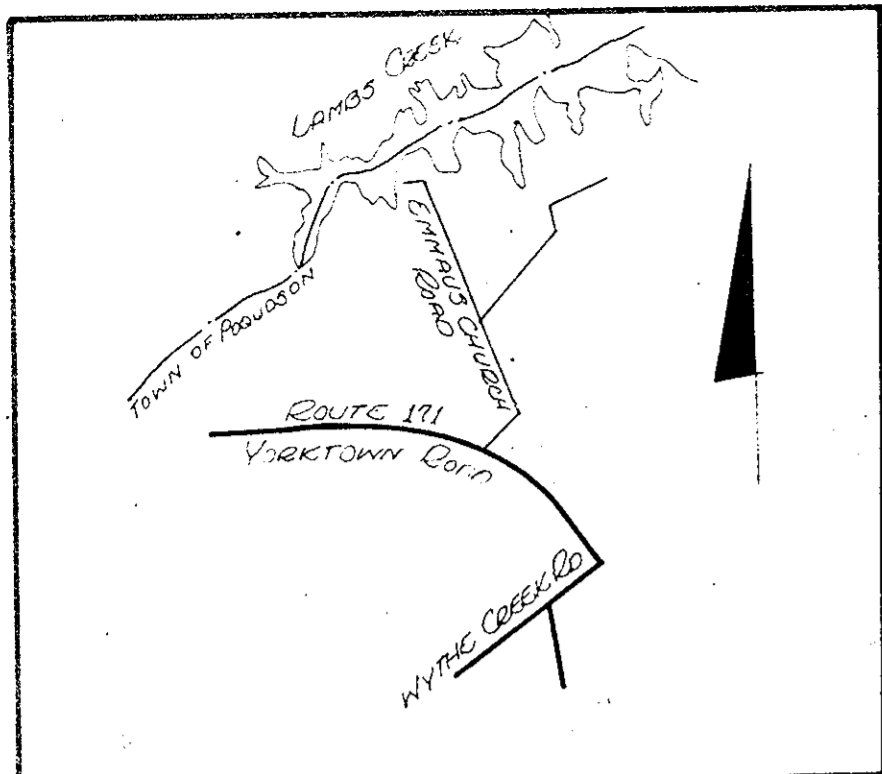 LAMBS CREEK
EMMAUS CHURCH
ROAD
TOWN OF POQUOSON
ROUTE 171
YORKTOWN ROAD
WYTHE CREEK RD